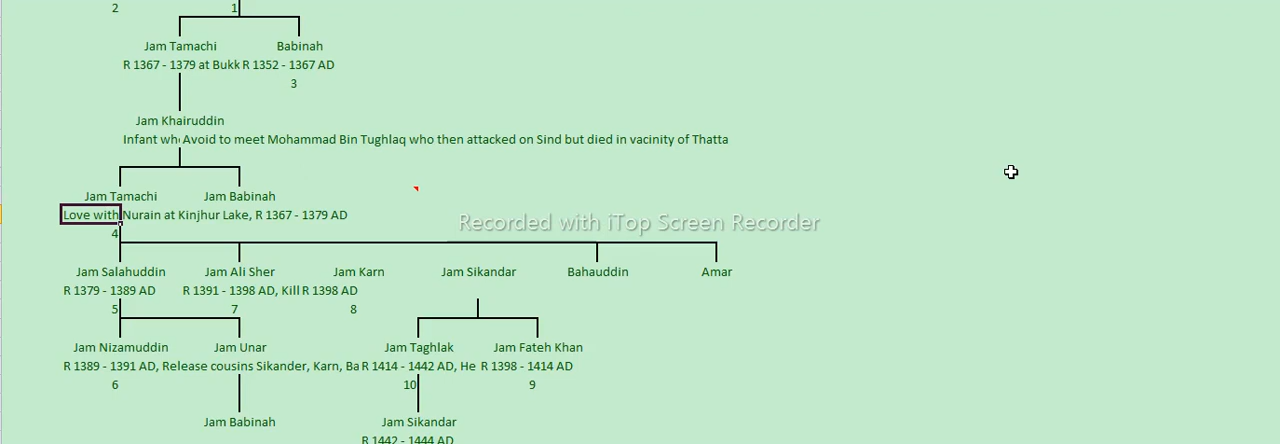 2 1
Jam Tamachi Babinah
R 1367 - 1379 at Bukk R 1352 - 1367 AD
3
Jam Khairuddin
Infant who Avoid to meet Mohammad Bin Tughlaq who then attacked on Sind but died in vacinity of Thatta
Jam Tamachi Jam Babinah
Love with Nurain at Kinjhur Lake, R 1367 - 1379 AD
Recorded with iTop Screen Recorder
4
Jam Salahuddin Jam Ali Sher Jam Karn Jam Sikandar Bahauddin Amar
R 1379 - 1389 AD R 1391 - 1398 AD, Kill R 1398 AD
5 7 8
Jam Nizamuddin Jam Unar Jam Taghlak Jam Fateh Khan
R 1389 - 1391 AD, Release cousins Sikander, Karn, Ba R 1414 - 1442 AD, He R 1398 - 1414 AD
6 10 9
Jam Babinah Jam Sikandar
R 1442 - 1444 AD